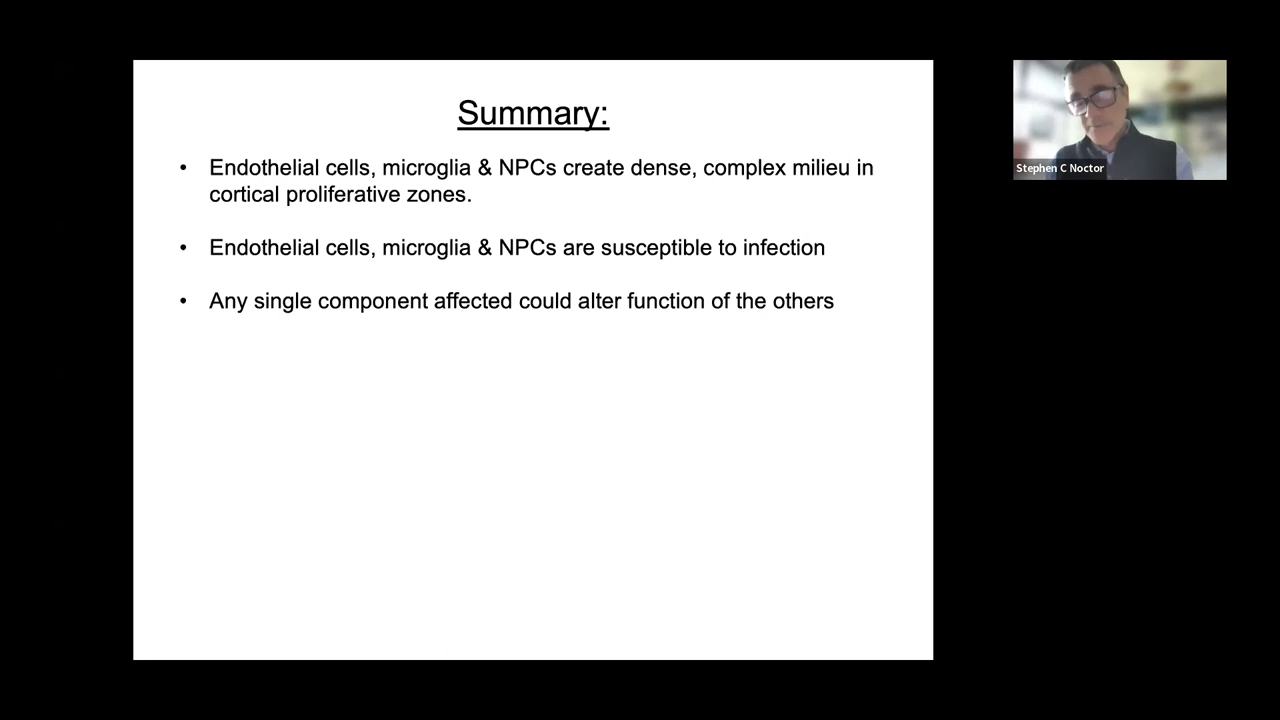 Summary:
• Endothelial cells, microglia & NPCs create dense, complex milieu in
cortical proliferative zones.
• Endothelial cells, microglia & NPCs are susceptible to infection
• Any single component affected could alter function of the others
Stephen C Noctor